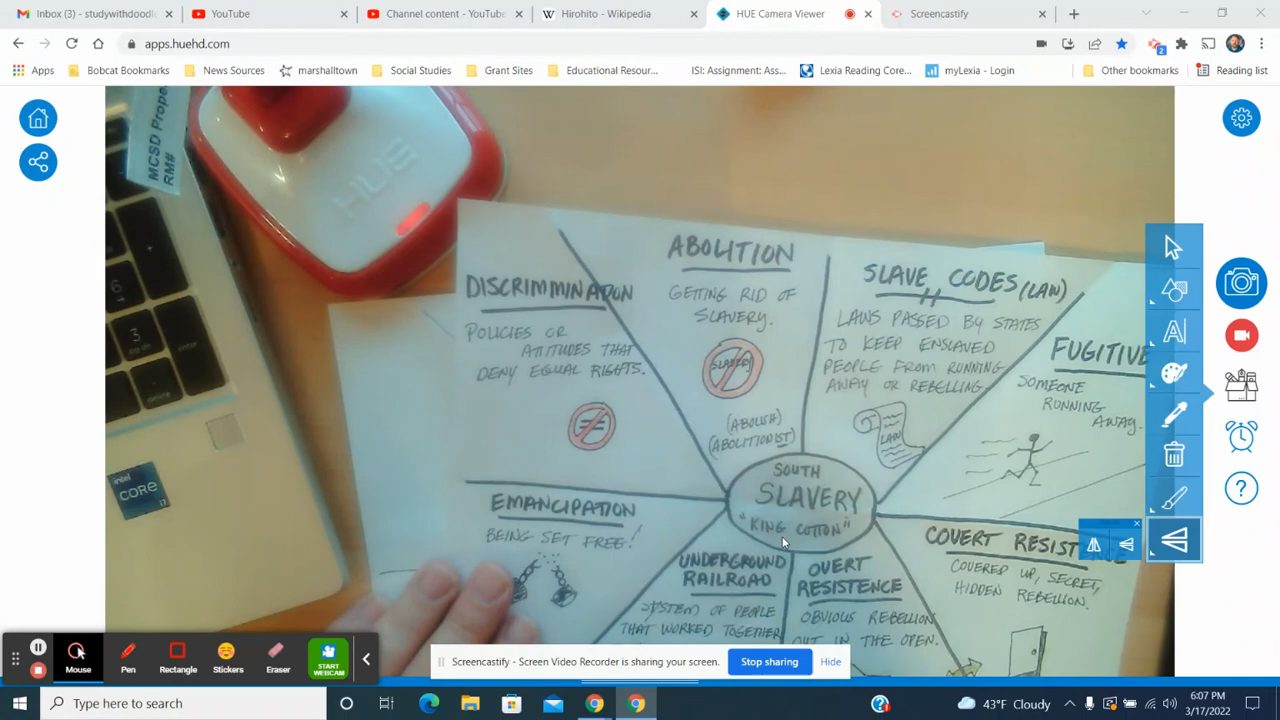 Inbox (3) - studywithdoodle
YouTube
Channel content - YouTube
Hirohito - Wikipedia
HUE Camera Viewer
Screencastify
apps.huehd.com
2
Apps
Bobcat Bookmarks
News Sources
marshalltown
Social Studies
Grant Sites
Educational Resour...
ISI: Assignment: Ass...
Lexia Reading Core...
myLexia - Login
Other bookmarks
Reading list
MCSD Prope
RM#
HUE
intel
CORE
i7
enter
DISCRIMINATION
POLICIES OR
ATTITUDES THAT
DENY EQUAL RIGHTS.
ABOLITION
GETTING RID OF
SLAVERY.
SLAVERY
(ABOLISH)
(ABOLITIONIST)
SLAVE CODES (LAW)
LAWS PASSED BY STATES
TO KEEP ENSLAVED
PEOPLE FROM RUNNING
AWAY OR REBELLING.
LAW
FUGITIVE
SOMEONE
RUNNING
AWAY.
SOUTH
SLAVERY
"KING COTTON"
EMANCIPATION
BEING SET FREE!
UNDERGROUND
RAILROAD
SYSTEM OF PEOPLE
THAT WORKED TOGETHER
OVERT
RESISTENCE
OBVIOUS REBELLION
OUT IN THE OPEN.
COVERT RESIST
COVERED UP, SECRET,
HIDDEN REBELLION.
A
?
Mouse
Pen
Rectangle
Stickers
Eraser
START
WEBCAM
Screencastify - Screen Video Recorder is sharing your screen.
Stop sharing
Hide
Type here to search
43°F Cloudy
6:07 PM
3/17/2022